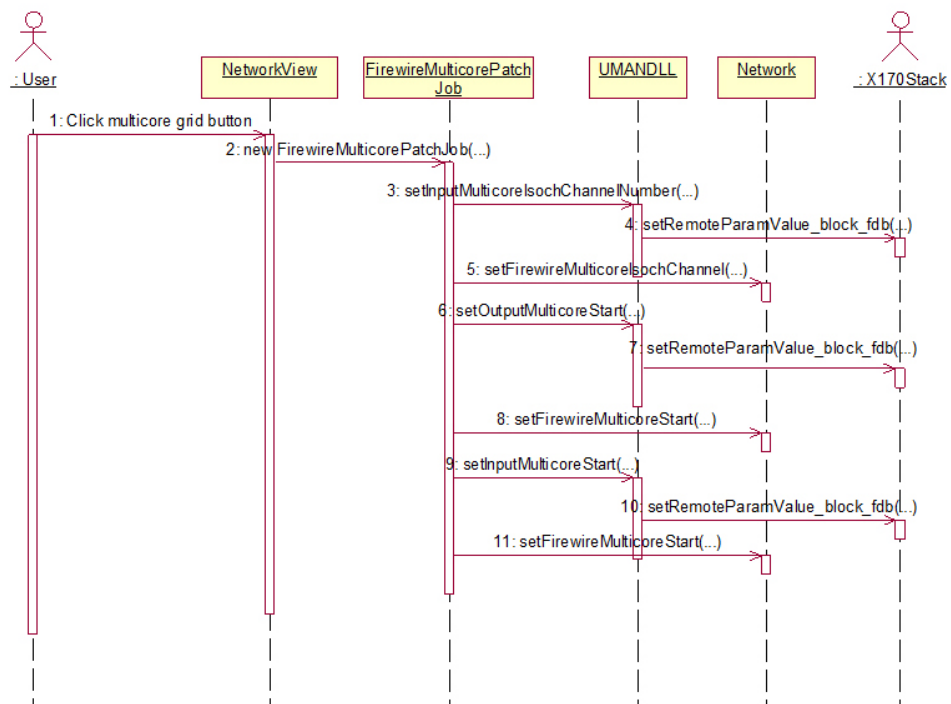 : User
NetworkView
FirewireMulticorePatch
Job
UMANDLL
Network
: X170Stack
1: Click multicore grid button
2: new FirewireMulticorePatchJob(...)
3: setInputMulticoreIsochChannelNumber(...)
4: setRemoteParamValue_block_fdb(...)
5: setFirewireMulticoreIsochChannel(...)
6: setOutputMulticoreStart(...)
7: setRemoteParamValue_block_fdb(...)
8: setFirewireMulticoreStart(...)
9: setInputMulticoreStart(...)
10: setRemoteParamValue_block_fdb(...)
11: setFirewireMulticoreStart(...)